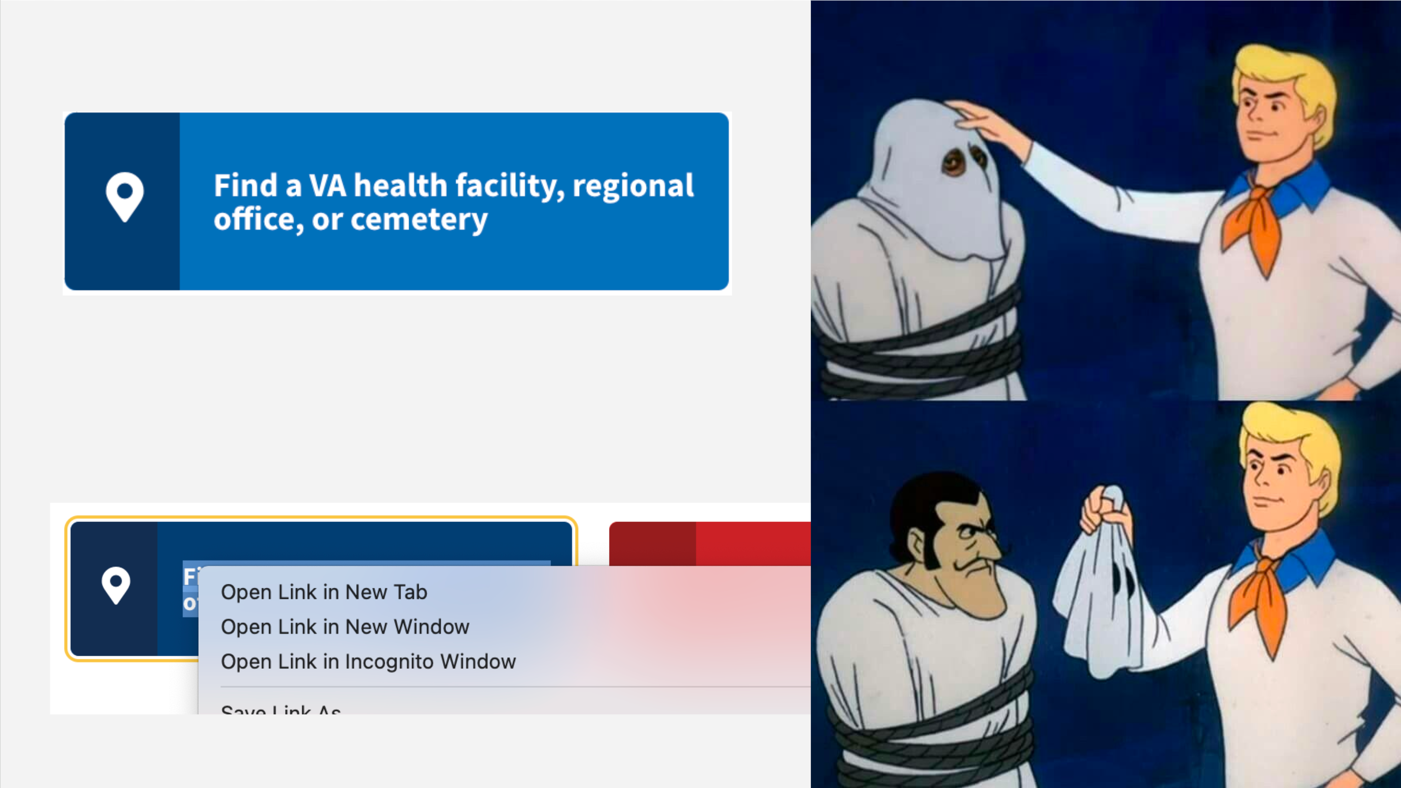 Find a VA health facility, regional
office, or cemetery
Fi
o
Open Link in New Tab
Open Link in New Window
Open Link in Incognito Window
Save Link As